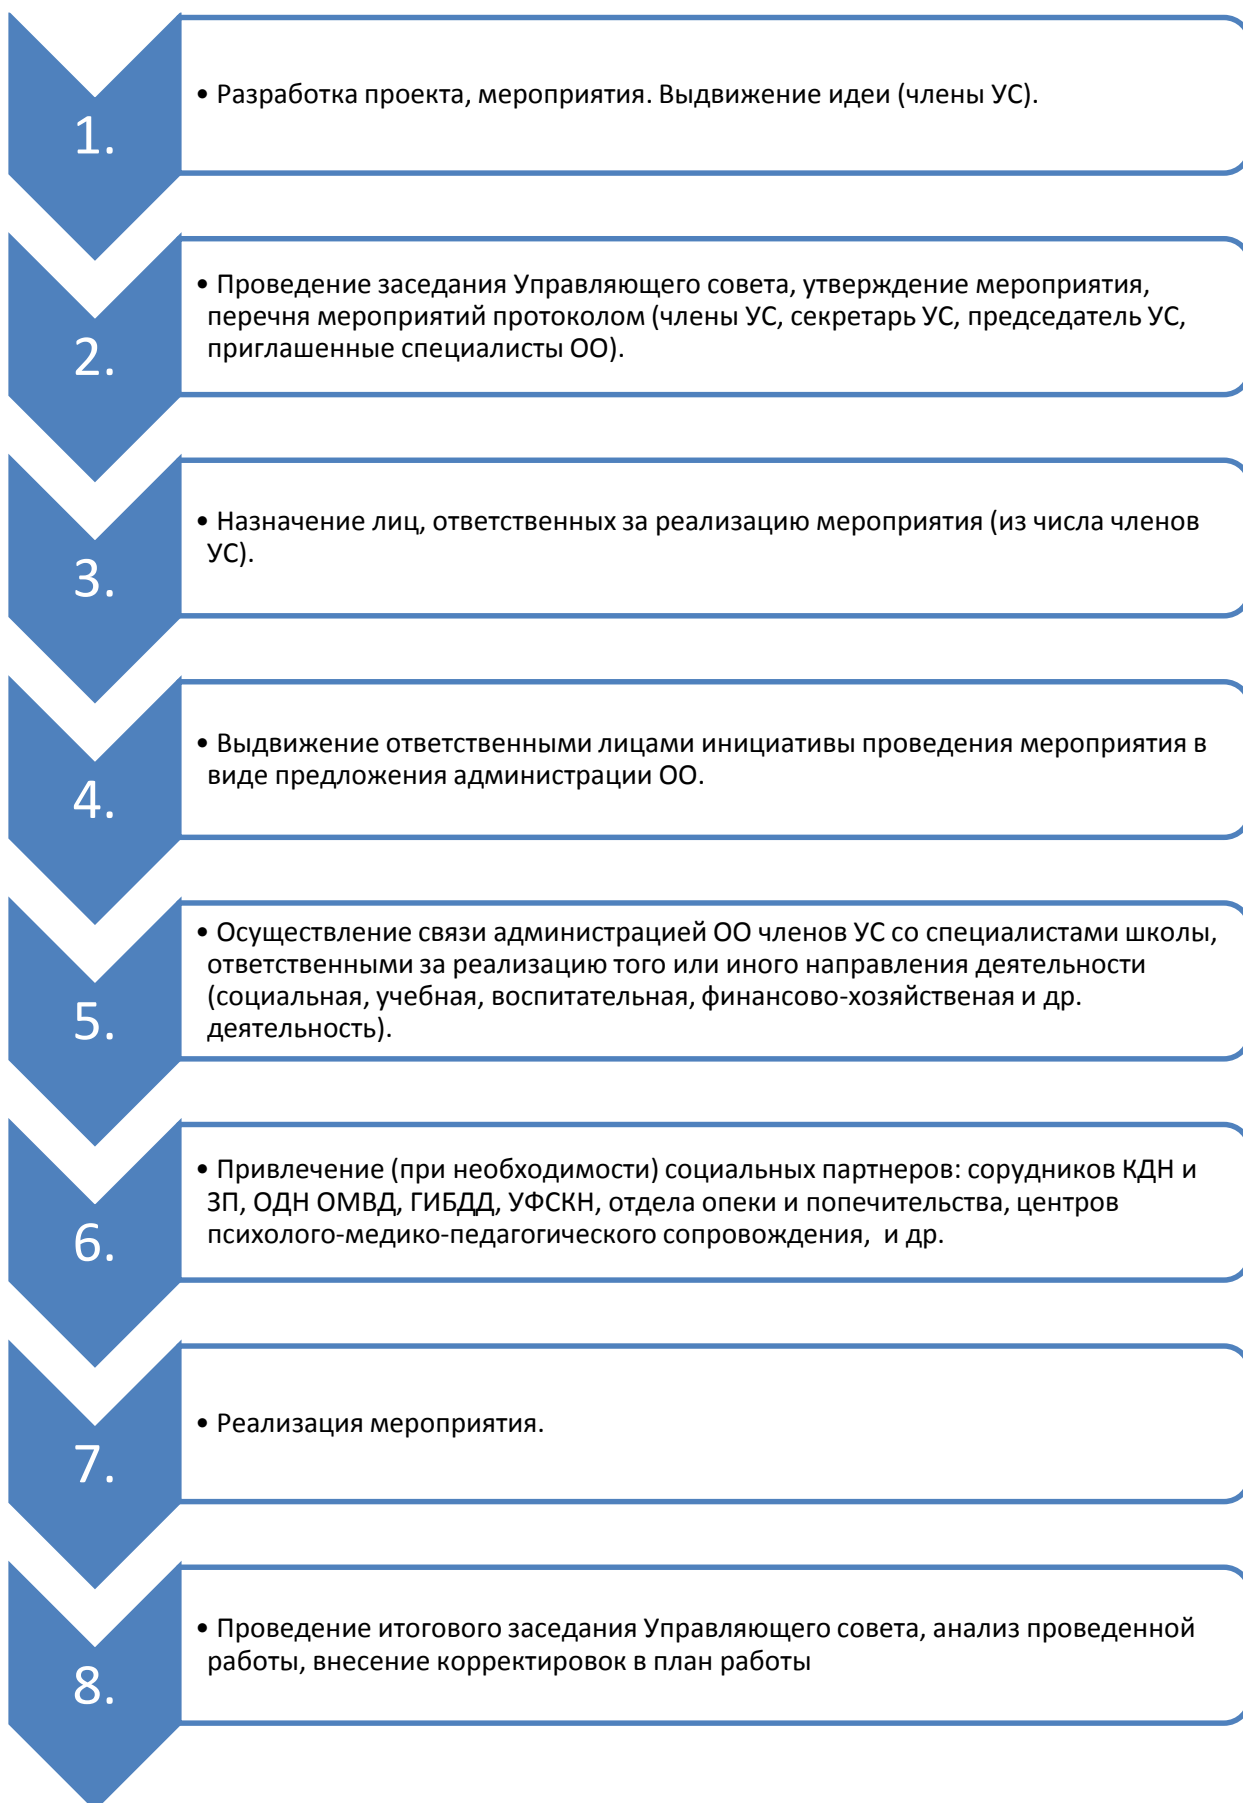 1.
• Разработка проекта, мероприятия. Выдвижение идеи (члены УС).
2.
• Проведение заседания Управляющего совета, утверждение мероприятия,
перечня мероприятий протоколом (члены УС, секретарь УС, председатель УС,
приглашенные специалисты ОО).
3.
• Назначение лиц, ответственных за реализацию мероприятия (из числа членов
УС).
4.
• Выдвижение ответственными лицами инициативы проведения мероприятия в
виде предложения администрации ОО.
5.
• Осуществление связи администрацией ОО членов УС со специалистами школы,
ответственными за реализацию того или иного направления деятельности
(социальная, учебная, воспитательная, финансово-хозяйственая и др.
деятельность).
6.
• Привлечение (при необходимости) социальных партнеров: сорудников КДН и
ЗП, ОДН ОМВД, ГИБДД, УФСКН, отдела опеки и попечительства, центров
психолого-медико-педагогического сопровождения,  и др.
7.
• Реализация мероприятия.
8.
• Проведение итогового заседания Управляющего совета, анализ проведенной
работы, внесение корректировок в план работы